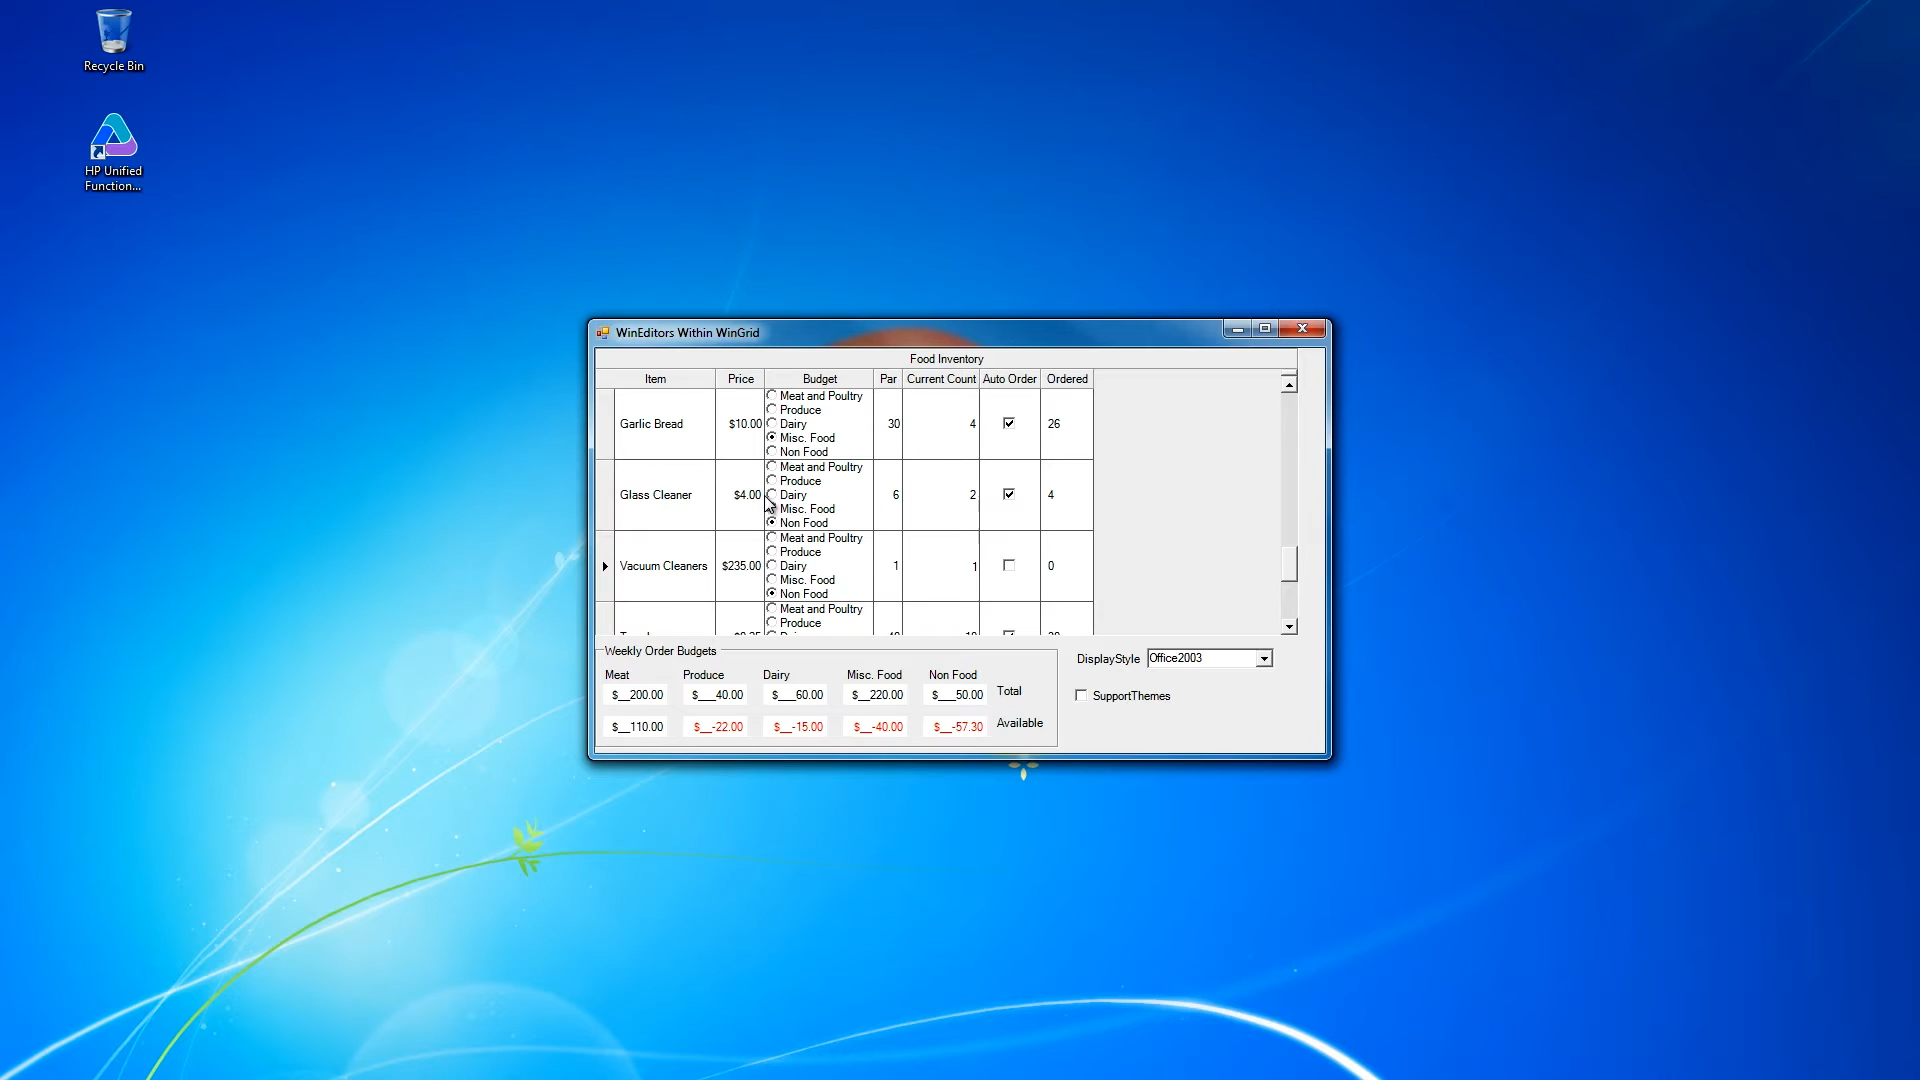 Recycle Bin
HP Unified
Function...
WinEditors Within WinGrid
Food Inventory
Item Price Budget Par Current Count Auto Order Ordered
Meat and Poultry
Produce
Garlic Bread $10.00 Dairy 30 4 26
Misc. Food
Non Food
Meat and Poultry
Produce
Glass Cleaner $4.00 Dairy 6 2 4
Misc. Food
Non Food
Meat and Poultry
Produce
Vacuum Cleaners $235.00 Dairy 1 1 0
Misc. Food
Non Food
Meat and Poultry
Produce
Weekly Order Budgets
Meat Produce Dairy Misc. Food Non Food
$__200.00 $___40.00 $___60.00 $__220.00 $___50.00 Total
$__110.00 $__-22.00 $__-15.00 $__-40.00 $__-57.30 Available
DisplayStyle Office2003
SupportThemes